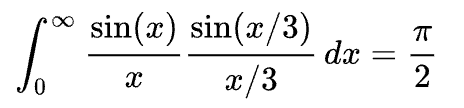 ∫₀^∞ sin(x)/x sin(x/3)/(x/3) dx = π/2